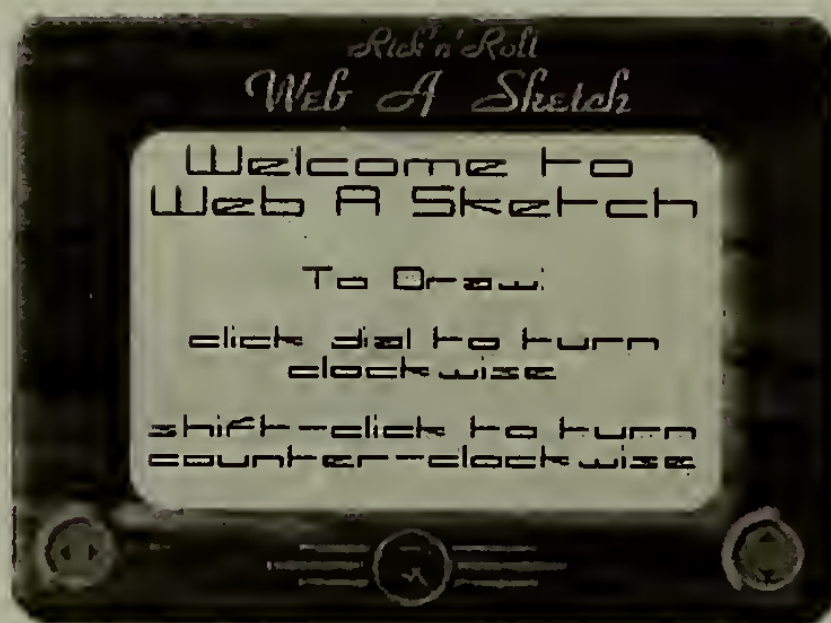 Rick'n'Roll
Web A Sketch
Welcome to
Web A Sketch
To Draw:
click dial to turn
clockwise
shift-click to turn
counter-clockwise